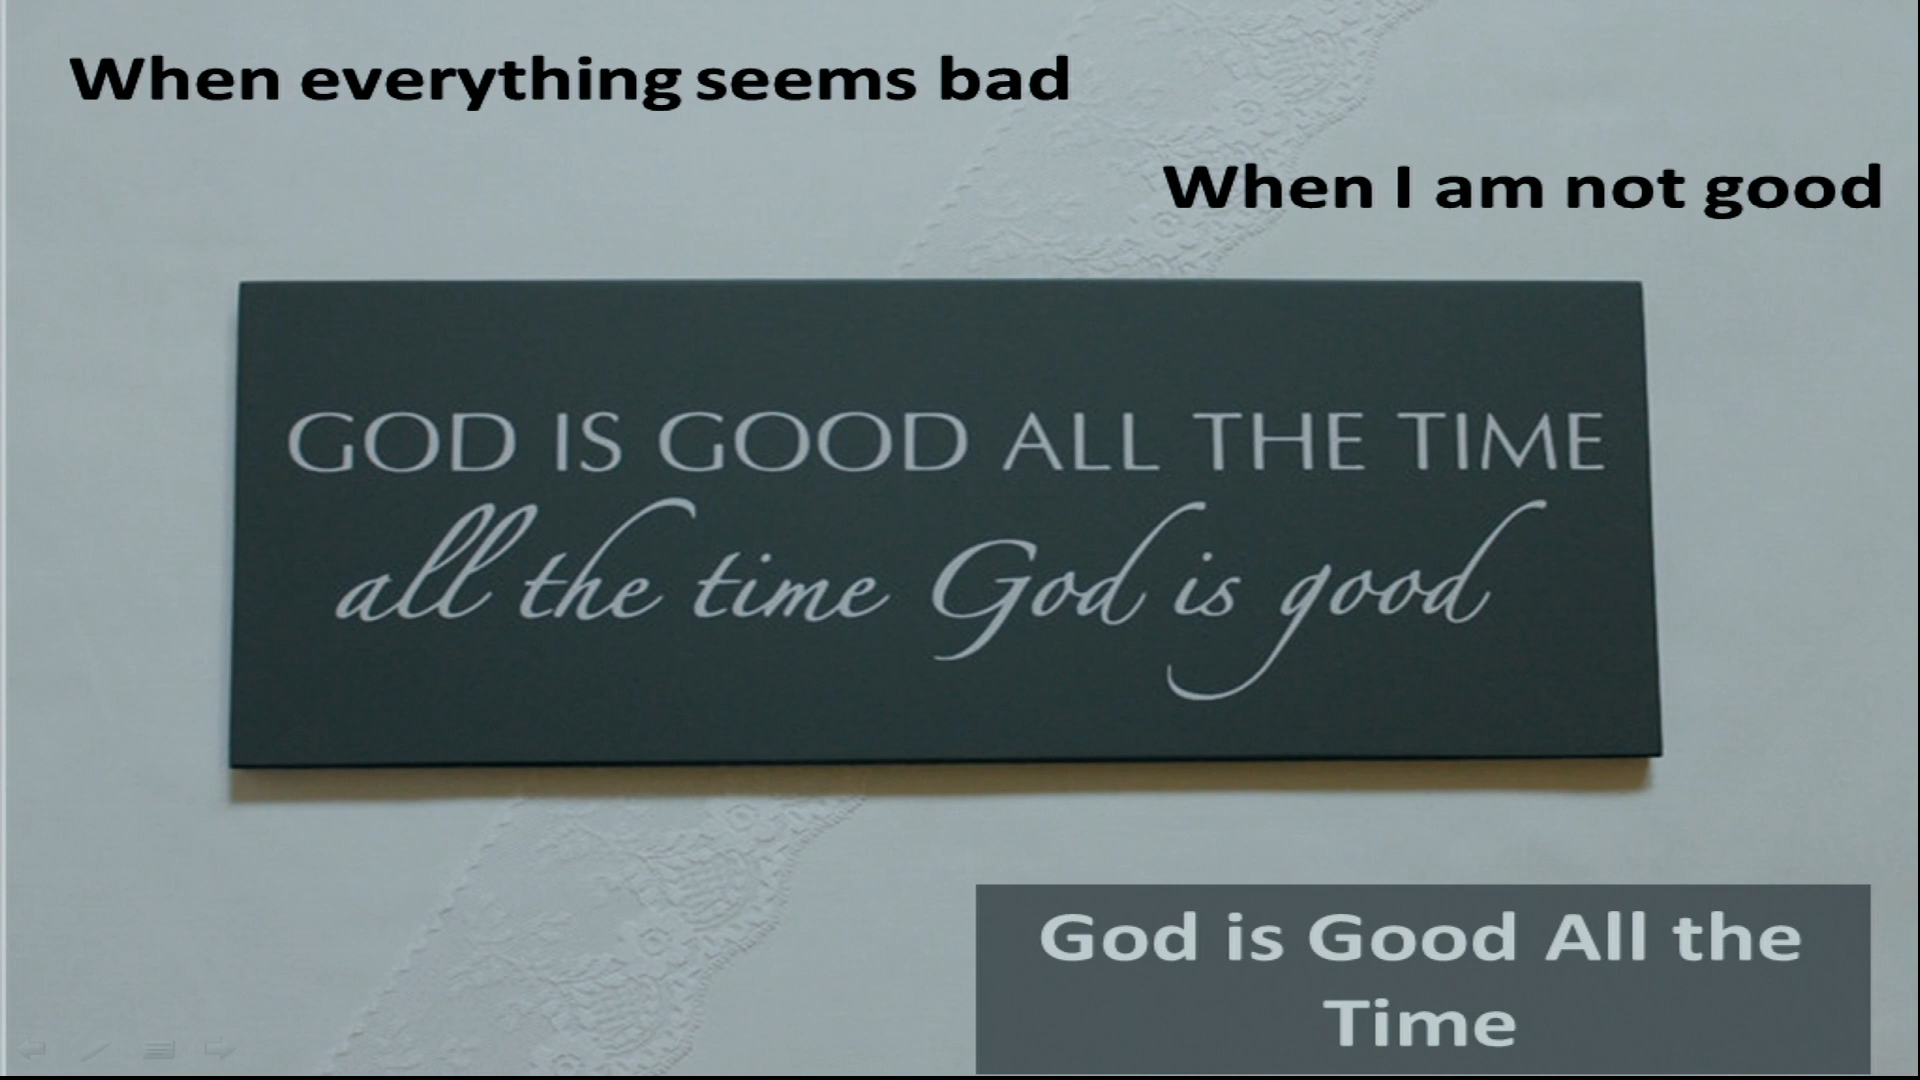 When everything seems bad
When I am not good
GOD IS GOOD ALL THE TIME
all the time God is good
God is Good All the
Time